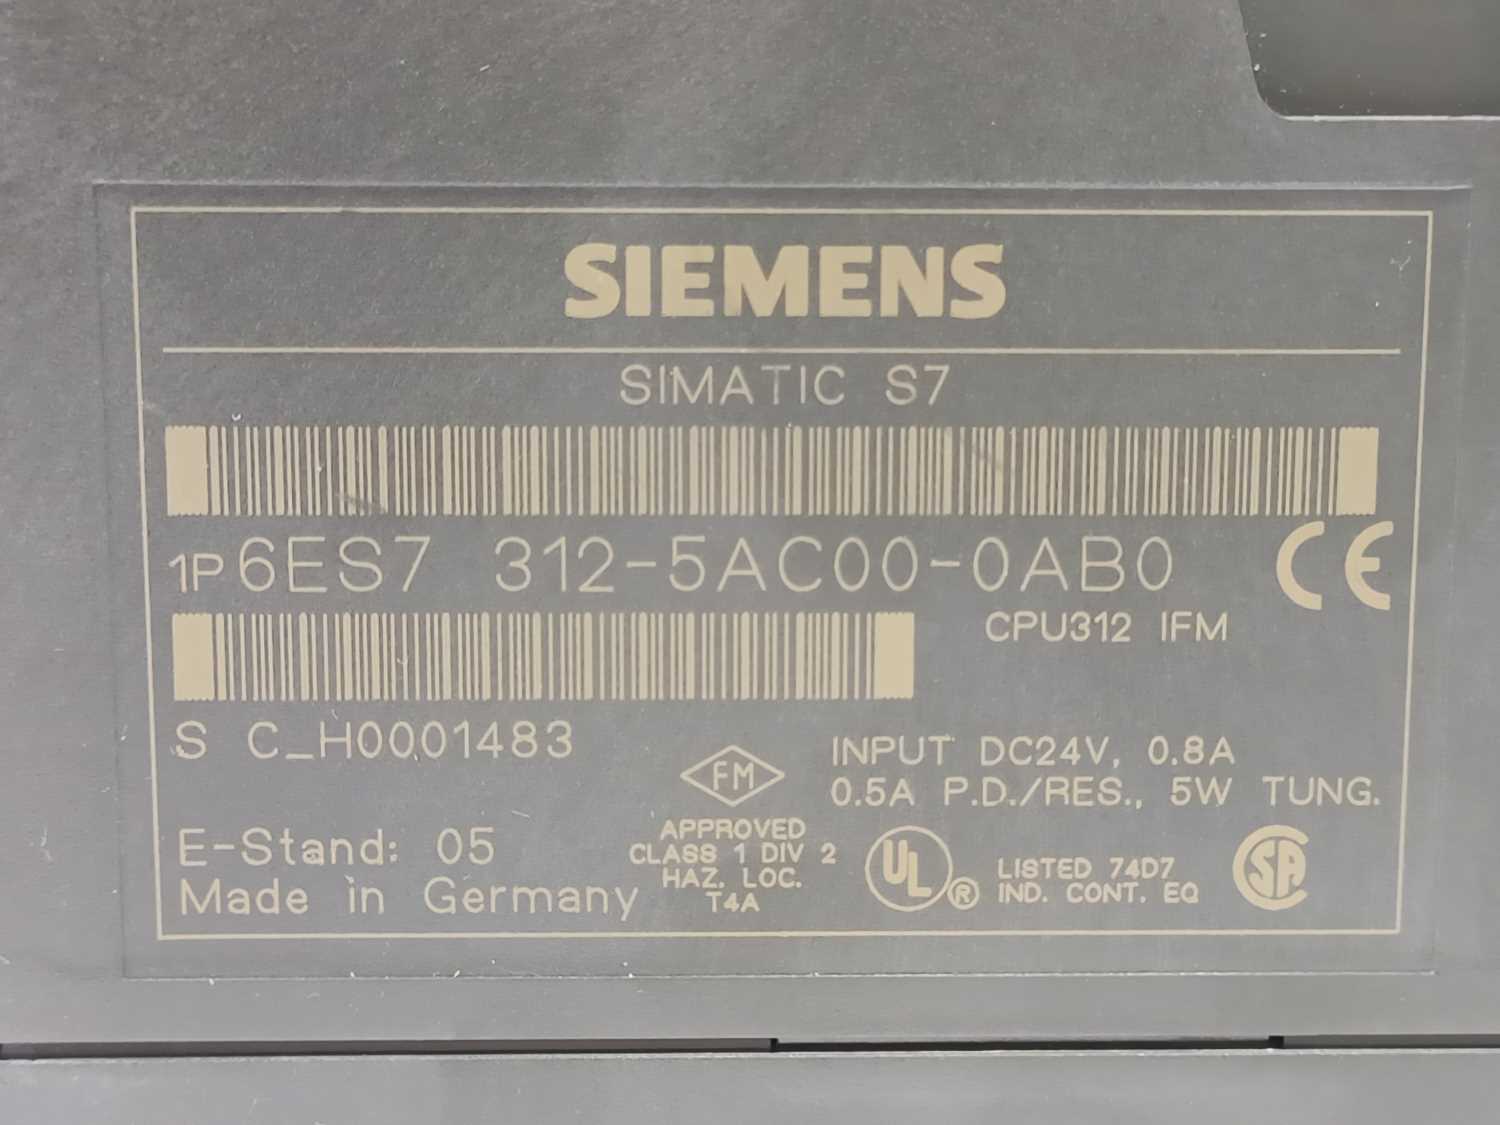 SIEMENS
SIMATIC S7
1P 6ES7 312-5AC00-0AB0
CE
CPU312 IFM
S C_H0001483
INPUT DC24V, 0.8A
0.5A P.D./RES., 5W TUNG.
E-Stand: 05
Made in Germany
FM
APPROVED
CLASS 1 DIV 2
HAZ. LOC.
T4A
UL ®
LISTED 74D7
IND. CONT. EQ
SA